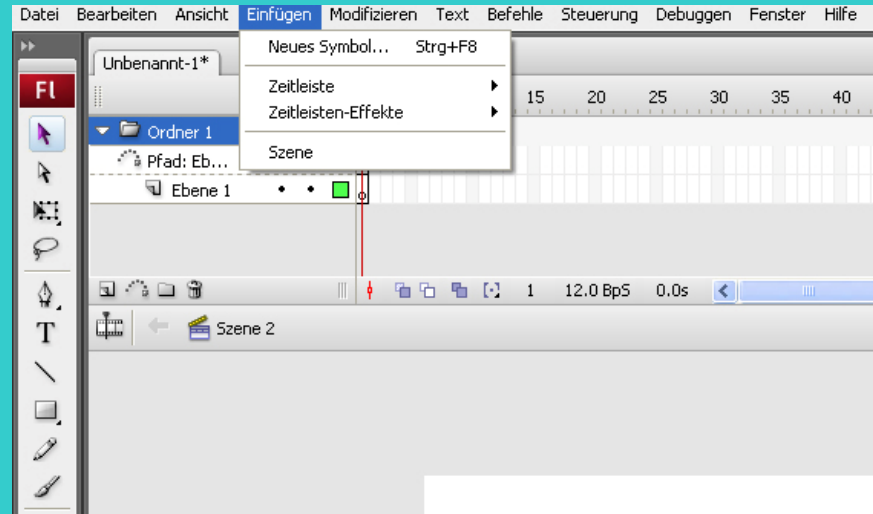 Datei Bearbeiten Ansicht Einfügen Modifizieren Text Befehle Steuerung Debuggen Fenster Hilfe
Neues Symbol... Strg+F8
Unbenannt-1*
Zeitleiste
Fl
15 20 25 30 35 40
Zeitleisten-Effekte
Ordner 1
Szene
Pfad: Eb...
Ebene 1
1 12.0 BpS 0.0s
T
Szene 2